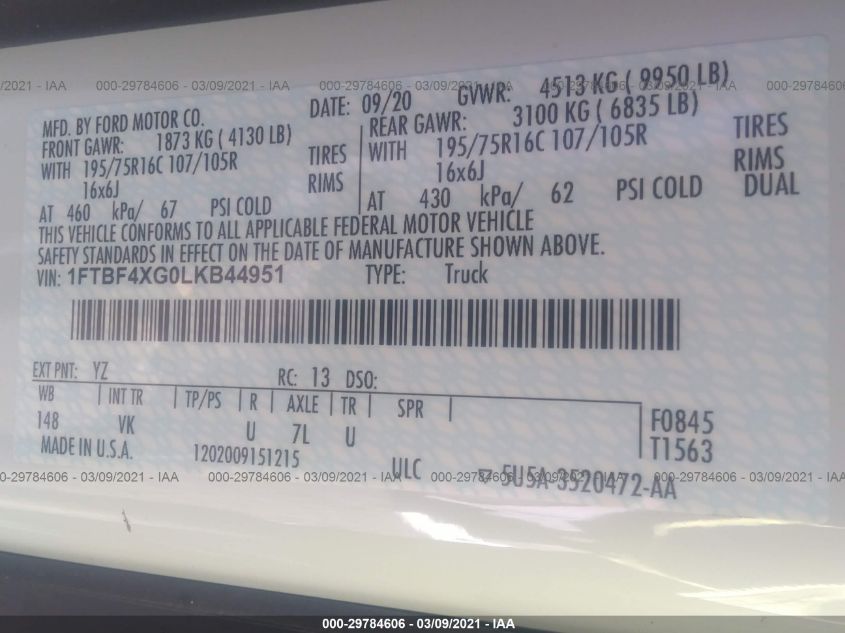 /2021 - IAA 000-29784606 - 03/09/2021 - IAA 000-29784606 - 03/09/2021 - IAA 000-29784606 - 03/09/2021 - IAA
MFD. BY FORD MOTOR CO. DATE: 09/20 GVWR: 4513 KG ( 9950 LB)
FRONT GAWR: 1873 KG ( 4130 LB) REAR GAWR: 3100 KG ( 6835 LB)
WITH 195/75R16C 107/105R TIRES WITH 195/75R16C 107/105R TIRES
16x6J RIMS 16x6J RIMS
AT 460 kPa/ 67 PSI COLD AT 430 kPa/ 62 PSI COLD DUAL
THIS VEHICLE CONFORMS TO ALL APPLICABLE FEDERAL MOTOR VEHICLE
SAFETY STANDARDS IN EFFECT ON THE DATE OF MANUFACTURE SHOWN ABOVE.
VIN: 1FTBF4XG0LKB44951 TYPE: Truck
EXT PNT: YZ RC: 13 DSO:
WB INT TR TP/PS R AXLE TR SPR
148 VK U 7L U F0845
MADE IN U.S.A. 1202009151215 T1563
ULC 5U5A-3520472-AA
000-29784606 - 03/09/2021 - IAA 000-29784606 - 03/09/2021 - IAA 000-29784606 - 03/09/2021 - IAA
000-29784606 - 03/09/2021 - IAA